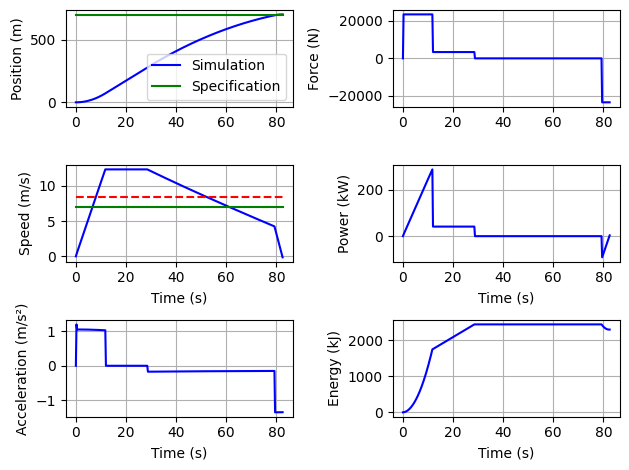 Position (m)
500
0
Simulation
Specification
0 20 40 60 80
Force (N)
20000
0
−20000
0 20 40 60 80
Speed (m/s)
10
5
0
0 20 40 60 80
Time (s)
Power (kW)
200
0
0 20 40 60 80
Time (s)
Acceleration (m/s²)
1
0
−1
0 20 40 60 80
Time (s)
Energy (kJ)
2000
1000
0
0 20 40 60 80
Time (s)